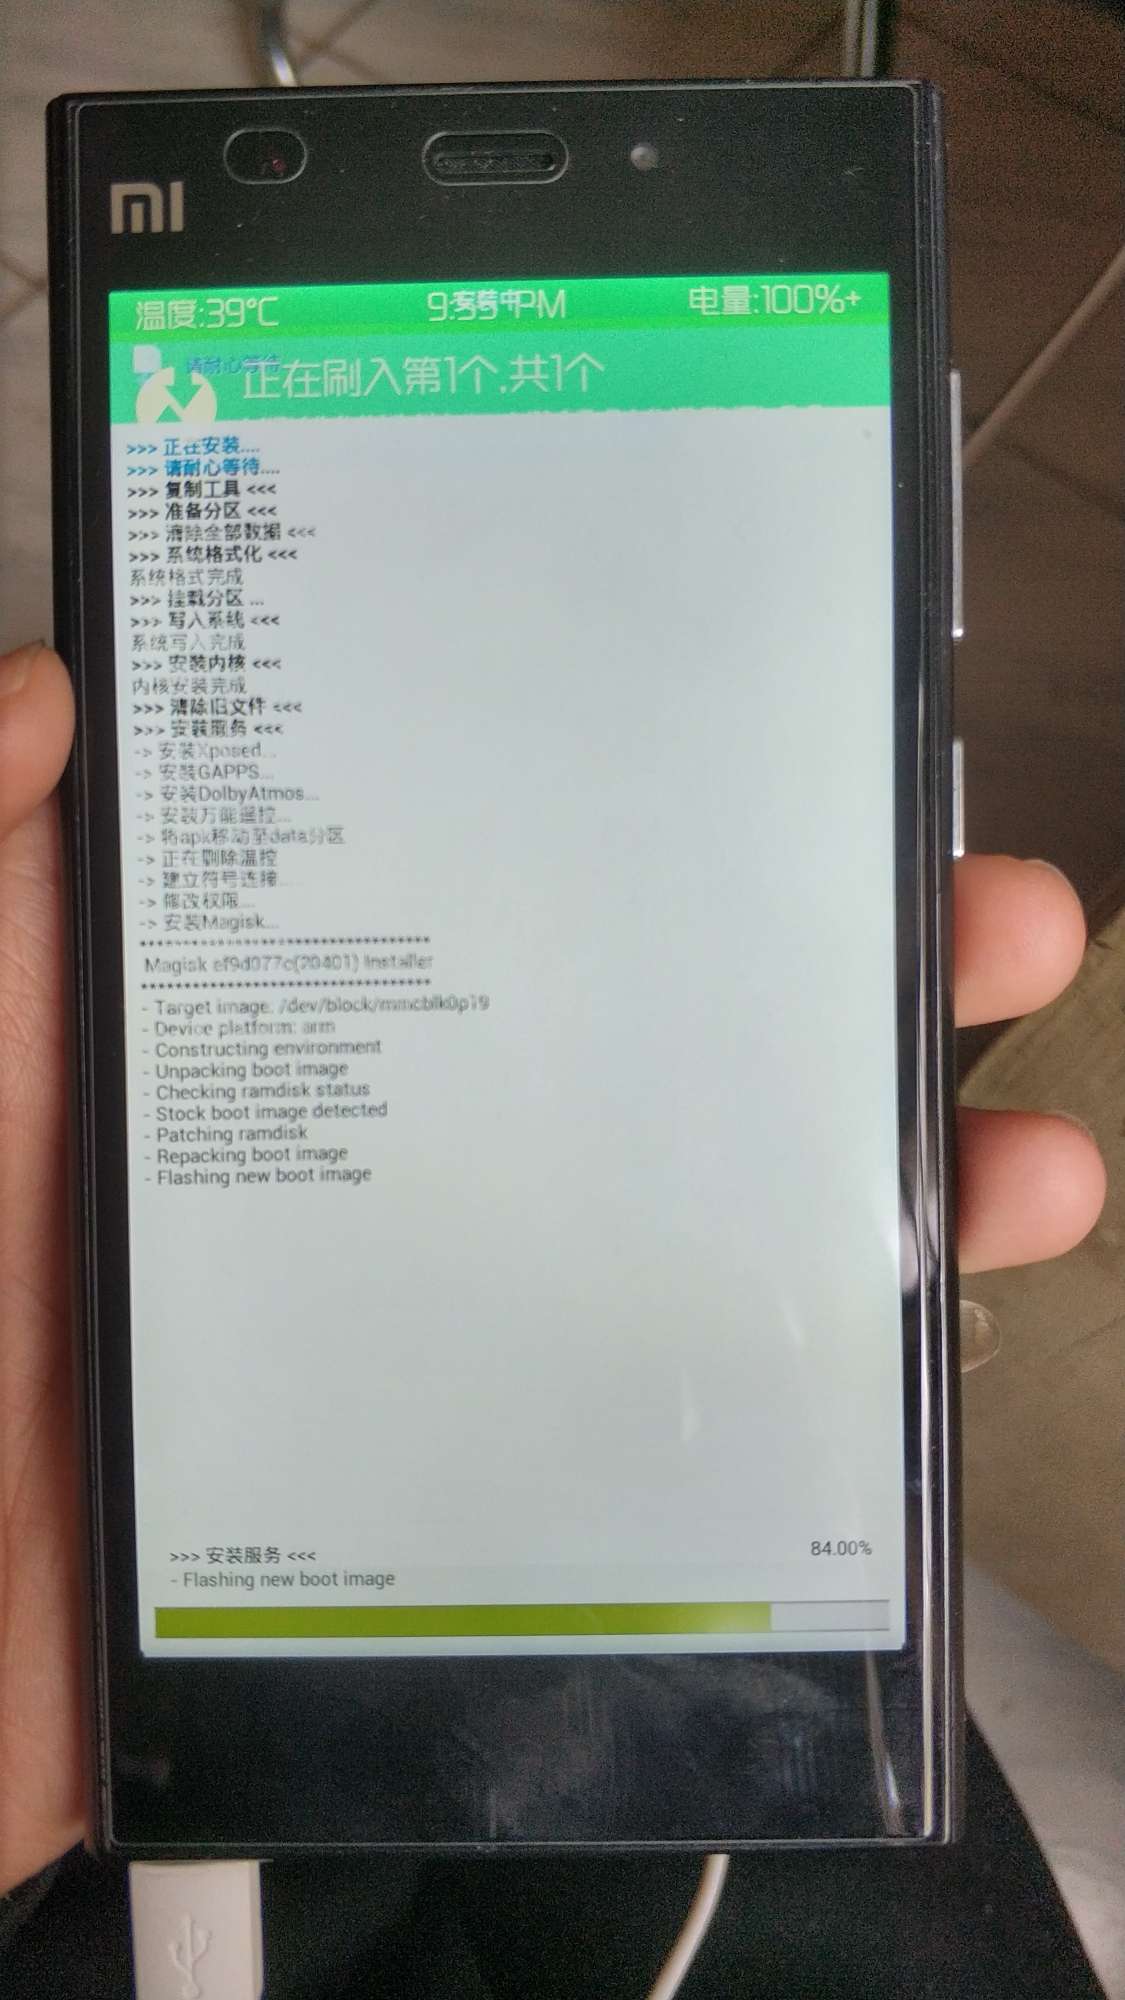 mi
温度:39℃
安装中
PM
电量:100%+
请耐心等待
正在刷入第1个,共1个
>>> 正在安装....
>>> 请耐心等待....
>>> 复制工具 <<<
>>> 准备分区 <<<
>>> 清除全部数据 <<<
>>> 系统格式化 <<<
系统格式完成
>>> 挂载分区 ...
>>> 写入系统 <<<
系统写入完成
>>> 安装内核 <<<
内核安装完成
>>> 清除旧文件 <<<
>>> 安装服务 <<<
-> 安装Xposed...
-> 安装GAPPS...
-> 安装DolbyAtmos...
-> 安装万能遥控...
-> 将apk移动至data分区
-> 正在删除温控
-> 建立符号连接....
-> 修改权限...
-> 安装Magisk...
***********************************
Magisk ef9d077c(20401) Installer
***********************************
- Target image: /dev/block/mmcblk0p19
- Device platform: arm
- Constructing environment
- Unpacking boot image
- Checking ramdisk status
- Stock boot image detected
- Patching ramdisk
- Repacking boot image
- Flashing new boot image
>>> 安装服务 <<<
84.00%
- Flashing new boot image